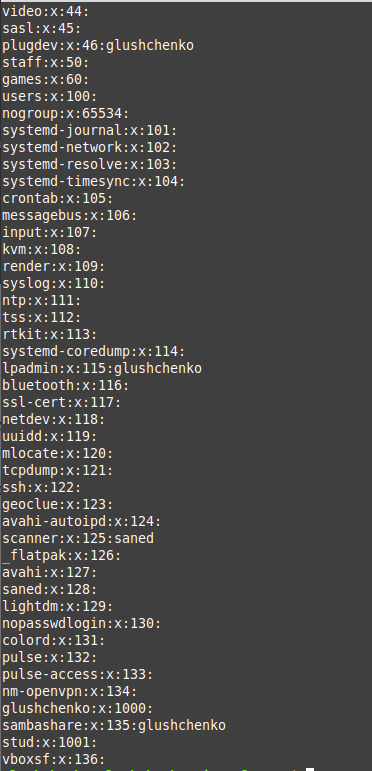 video:x:44:
sasl:x:45:
plugdev:x:46:glushchenko
staff:x:50:
games:x:60:
users:x:100:
nogroup:x:65534:
systemd-journal:x:101:
systemd-network:x:102:
systemd-resolve:x:103:
systemd-timesync:x:104:
crontab:x:105:
messagebus:x:106:
input:x:107:
kvm:x:108:
render:x:109:
syslog:x:110:
ntp:x:111:
tss:x:112:
rtkit:x:113:
systemd-coredump:x:114:
lpadmin:x:115:glushchenko
bluetooth:x:116:
ssl-cert:x:117:
netdev:x:118:
uuidd:x:119:
mlocate:x:120:
tcpdump:x:121:
ssh:x:122:
geoclue:x:123:
avahi-autoipd:x:124:
scanner:x:125:saned
_flatpak:x:126:
avahi:x:127:
saned:x:128:
lightdm:x:129:
nopasswdlogin:x:130:
colord:x:131:
pulse:x:132:
pulse-access:x:133:
nm-openvpn:x:134:
glushchenko:x:1000:
sambashare:x:135:glushchenko
stud:x:1001:
vboxsf:x:136: